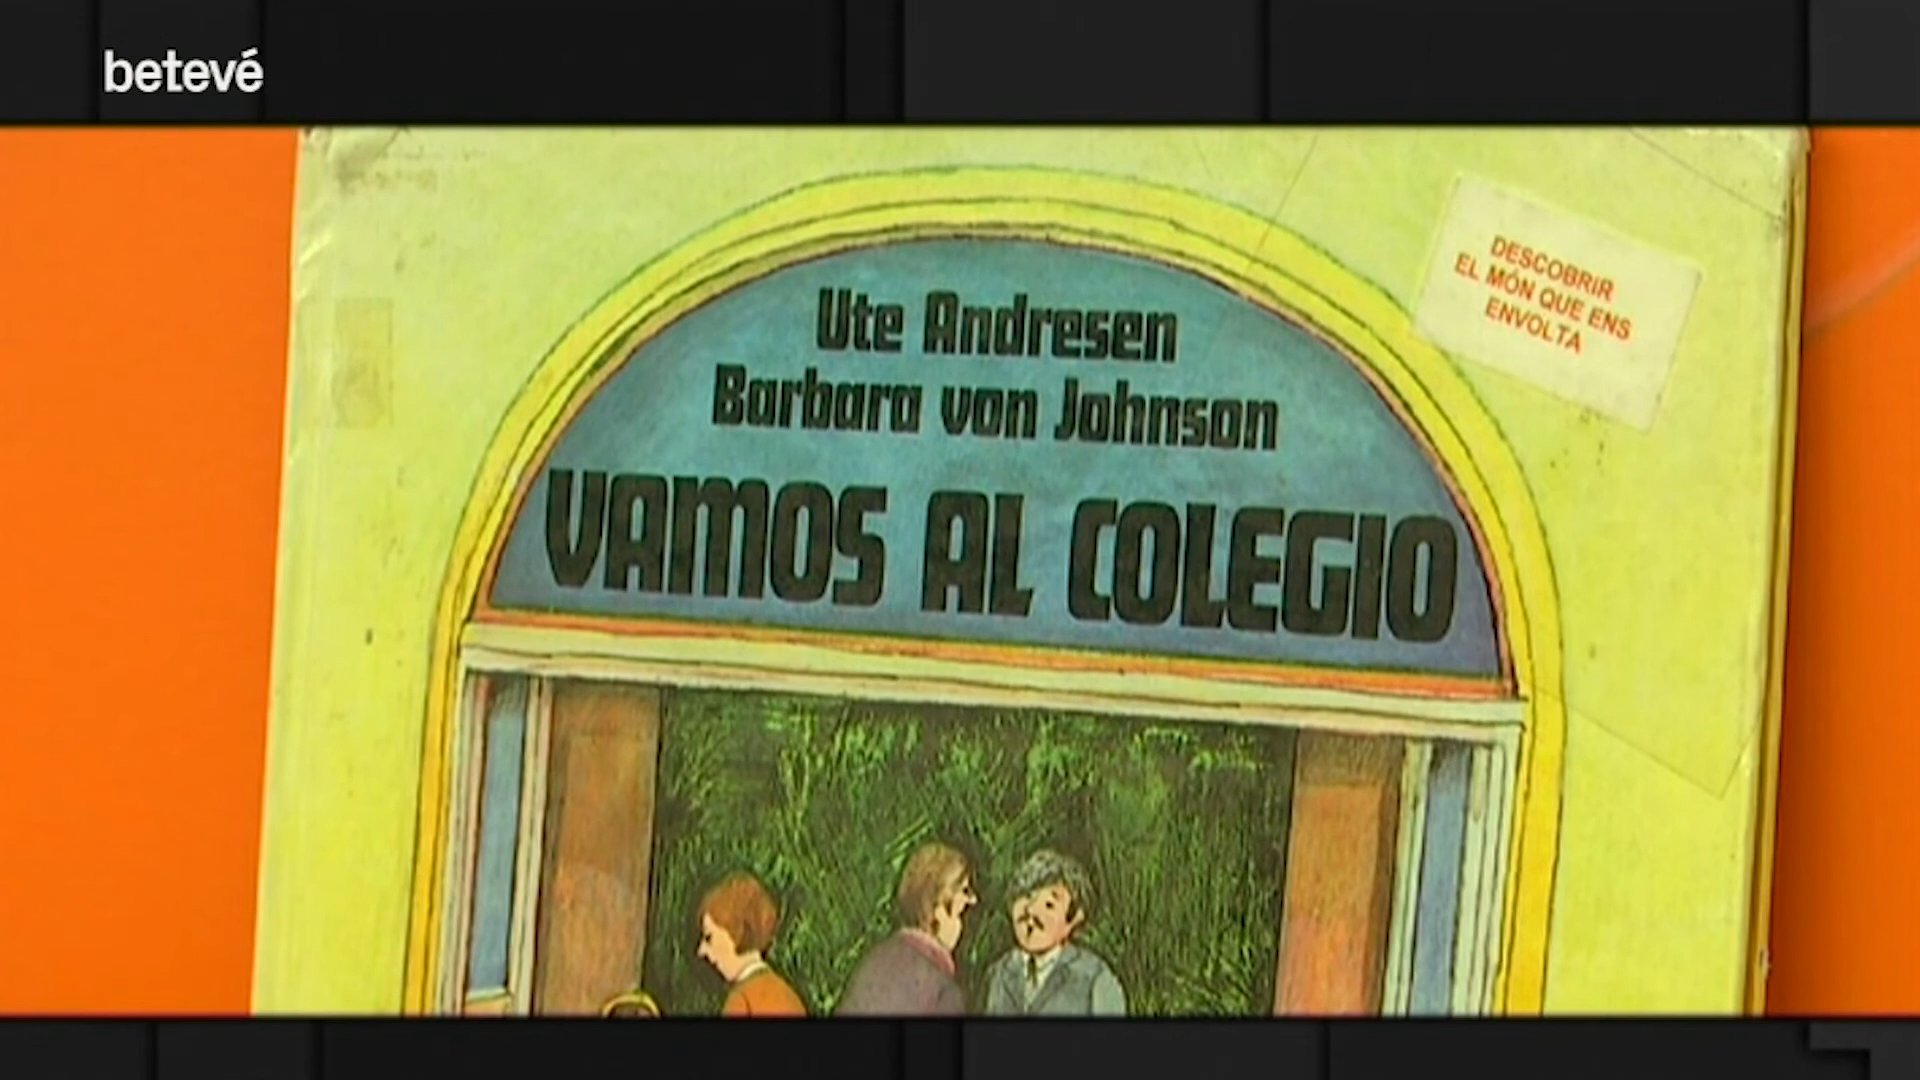 betevé
DESCOBRIR
EL MÓN QUE ENS
ENVOLTA
Ute Andresen
Barbara von Johnson
VAMOS AL COLEGIO